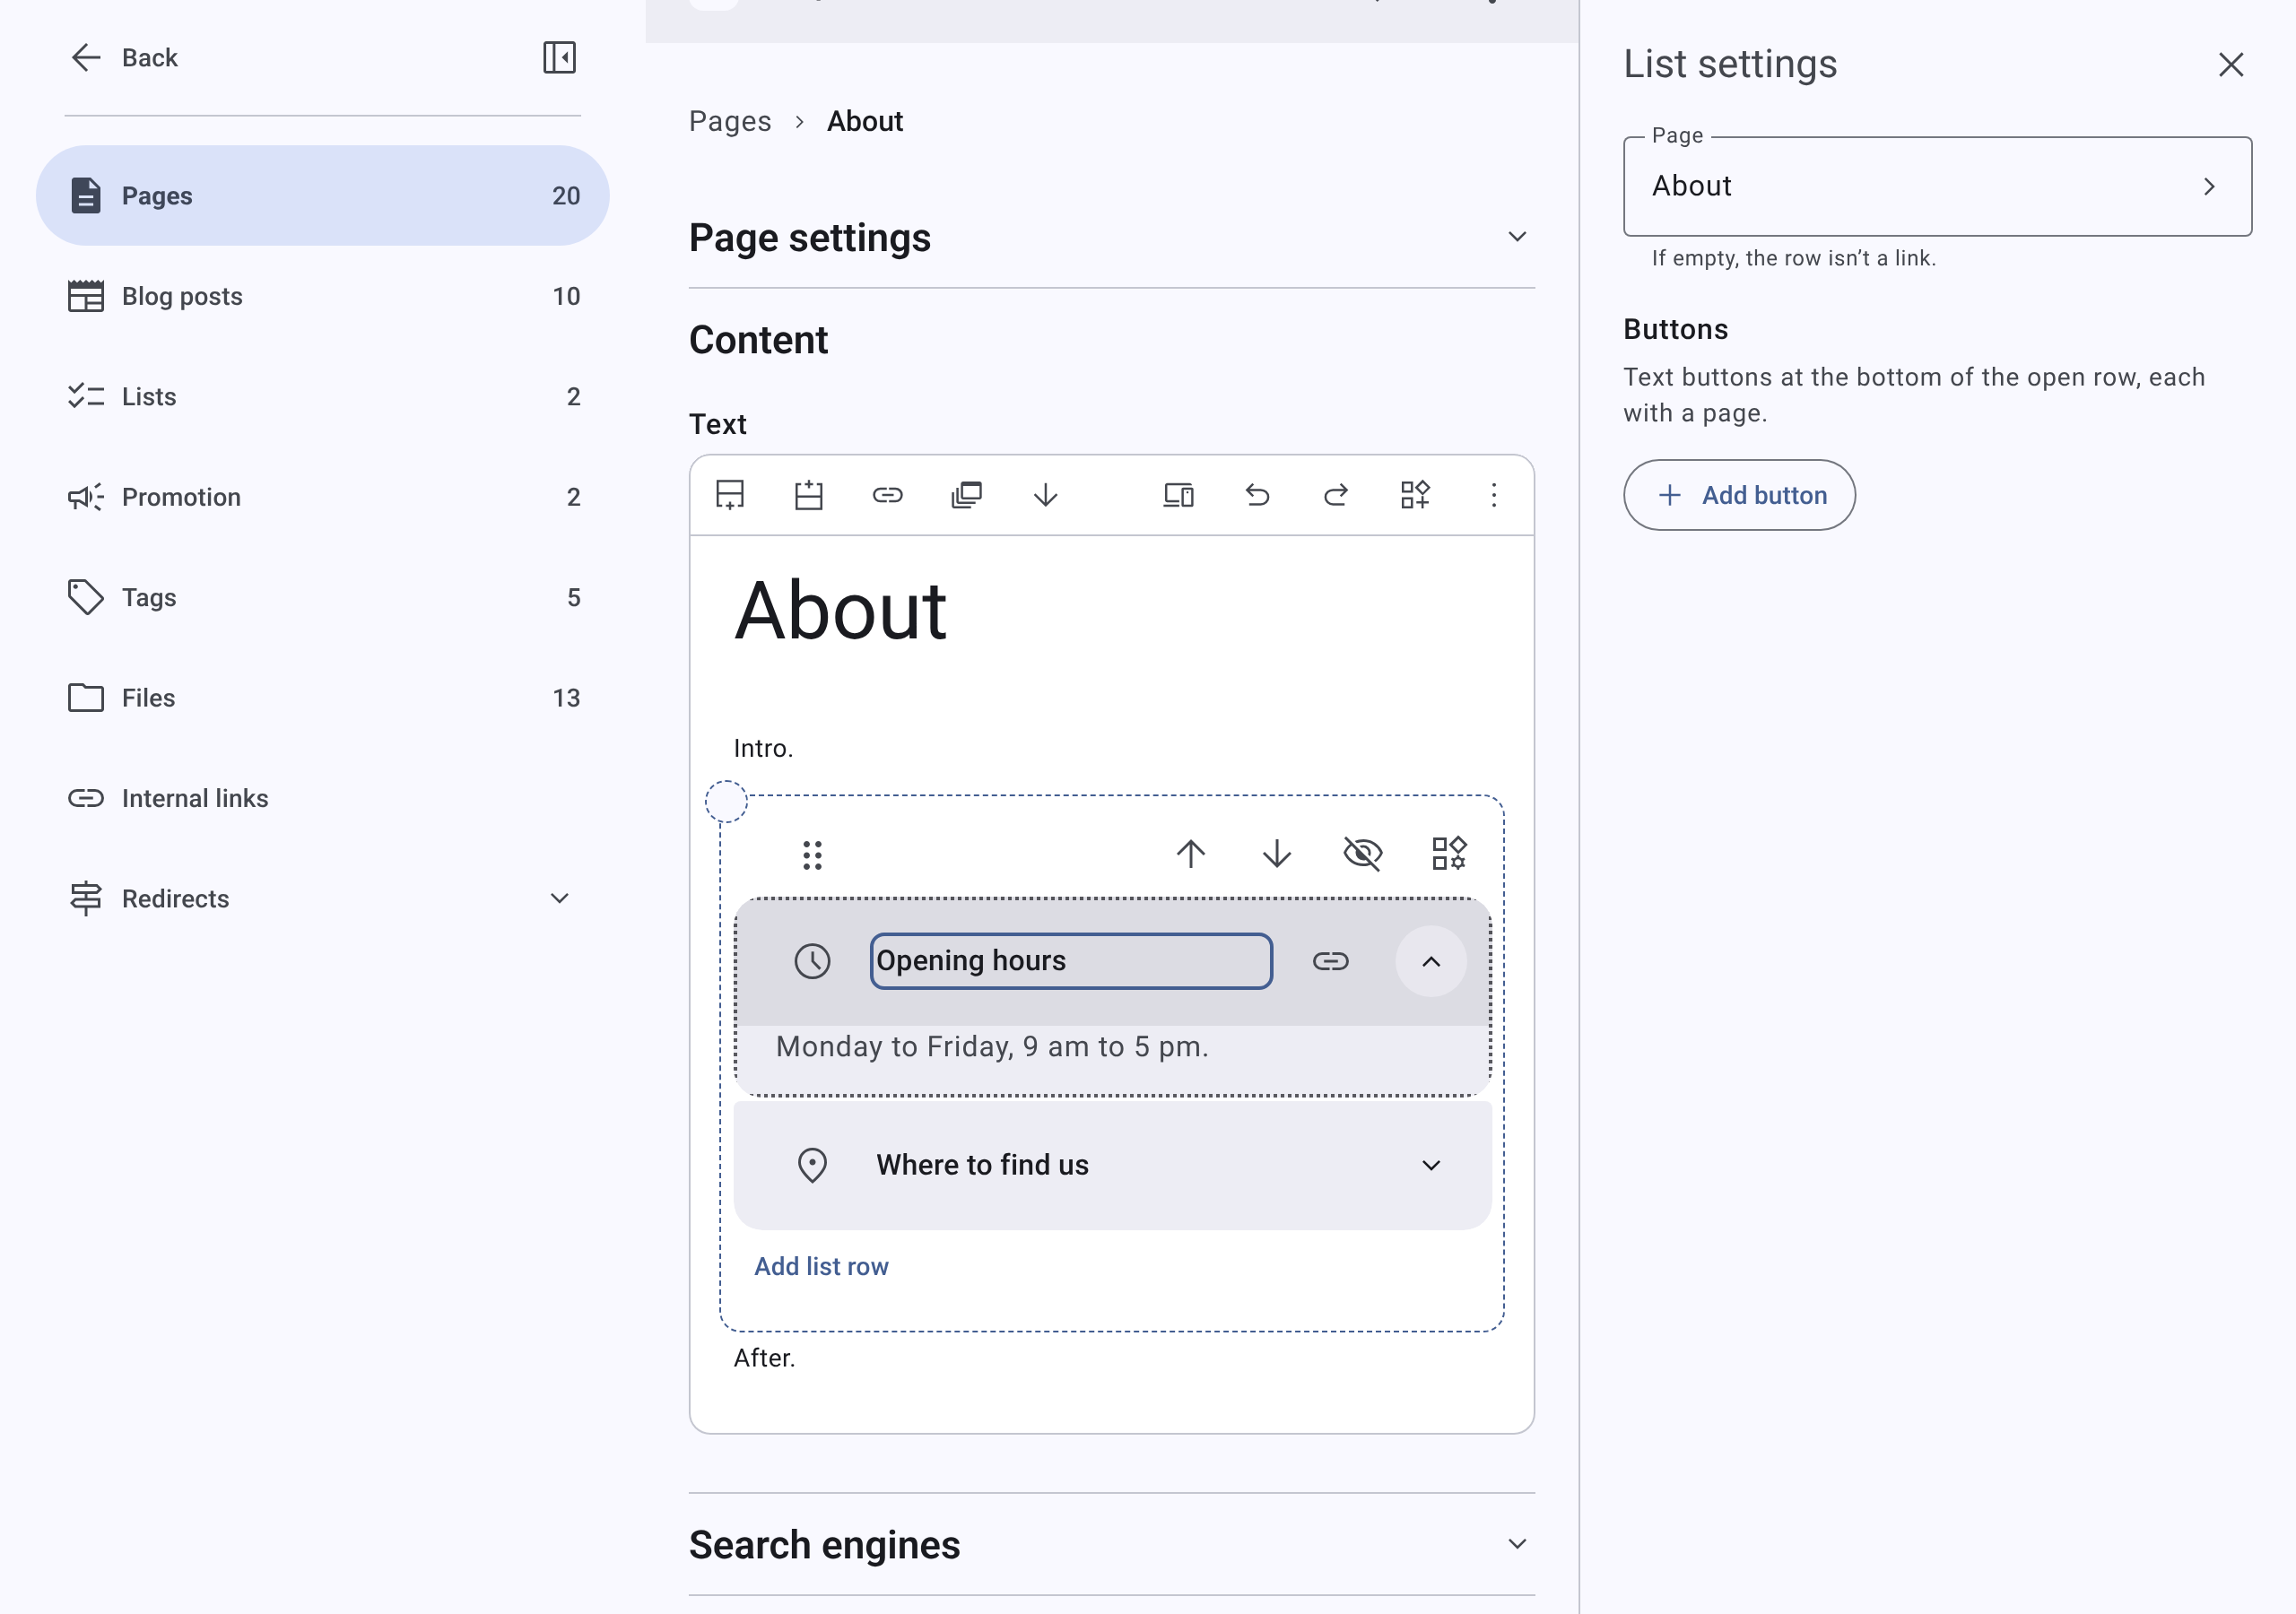 Back
Pages 20
Blog posts 10
Lists 2
Promotion 2
Tags 5
Files 13
Internal links
Redirects
Pages › About
Page settings
Content
Text
About
Intro.
Opening hours
Monday to Friday, 9 am to 5 pm.
Where to find us
Add list row
After.
Search engines
List settings
Page
About
If empty, the row isn’t a link.
Buttons
Text buttons at the bottom of the open row, each
with a page.
Add button